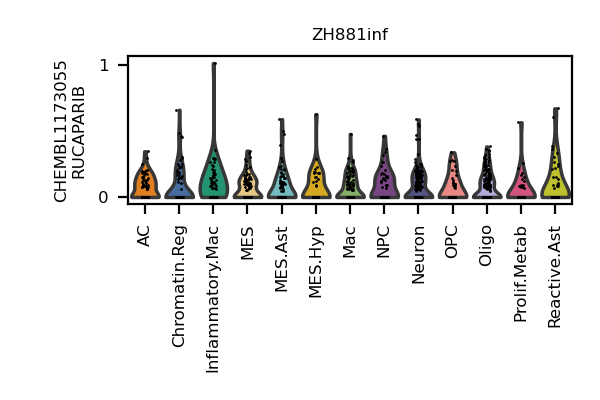 ZH881inf
CHEMBL1173055
RUCAPARIB
1
0
AC
Chromatin.Reg
Inflammatory.Mac
MES
MES.Ast
MES.Hyp
Mac
NPC
Neuron
OPC
Oligo
Prolif.Metab
Reactive.Ast